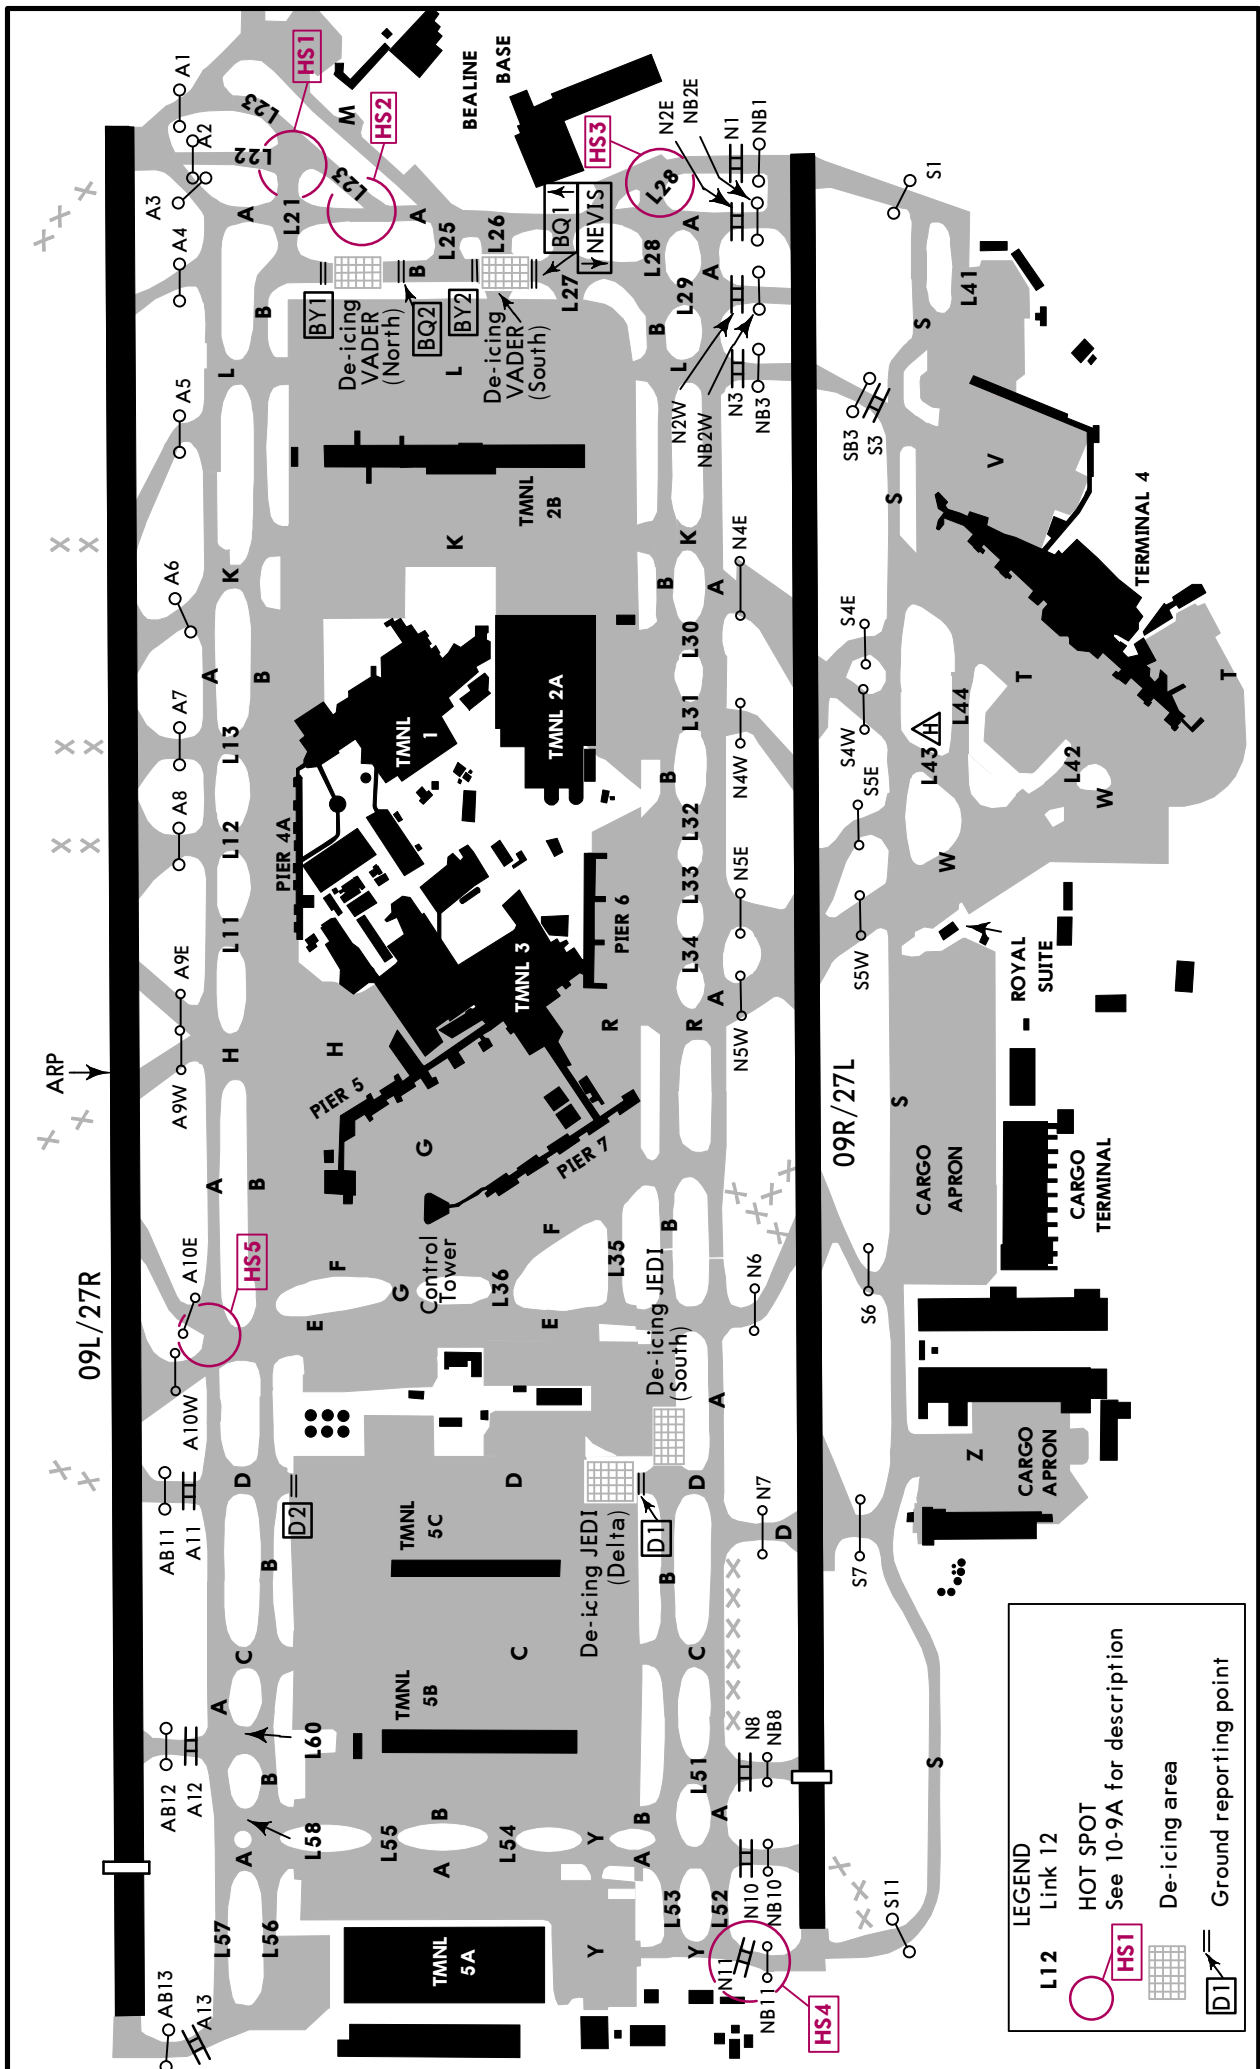 HS1
A1
L23
A2
L22
W
HS2
BEALINE
BASE
L23
HS3
N2E
NB2E
N1
NB1
A3
A
L21
A
L28
S1
A4
L25
L26
BQ1
NEVIS
L28
A
B
BY1
B
BQ2
BY2
L27
L29
A
L41
De-icing
VADER
(North)
De-icing
VADER
(South)
B
S
A5
L
L
L
N2W
NB2W
N3
NB3
SB3
S3
TMNL
2B
V
S
TERMINAL 4
A6
K
K
K
N4E
B
A
S4E
A
B
L30
A7
L13
TMNL
1
TMNL 2A
L31
N4W
S4W
H
L44
T
T
L43
A8
L12
PIER 4A
B
L32
S5E
L42
W
L11
L33
N5E
W
PIER 6
A9E
TMNL 3
L34
S5W
ROYAL
SUITE
A
ARP
A9W
H
H
R
R
N5W
PIER 5
09R/27L
S
G
PIER 7
CARGO
APRON
CARGO
TERMINAL
A
B
F
B
A10E
HS5
F
Control
Tower
G
L36
L35
N6
09L/27R
E
E
De-icing JEDI
(South)
S6
A10W
A
AB11
A11
D
D
D
N7
Z
CARGO
APRON
D2
TMNL
5C
De-icing JEDI
(Delta)
D1
D
S7
B
B
C
C
C
A
TMNL
5B
L60
N8
NB8
AB12
A12
B
L51
S
L58
A
L55
B
A
L54
Y
B
A
A
L57
L56
L53
L52
N10
NB10
S11
TMNL
5A
Y
Y
N11
NB11
HS4
AB13
A13
LEGEND
L12
Link 12
HS1
HOT SPOT
See 10-9A for description
De-icing area
D1
Ground reporting point